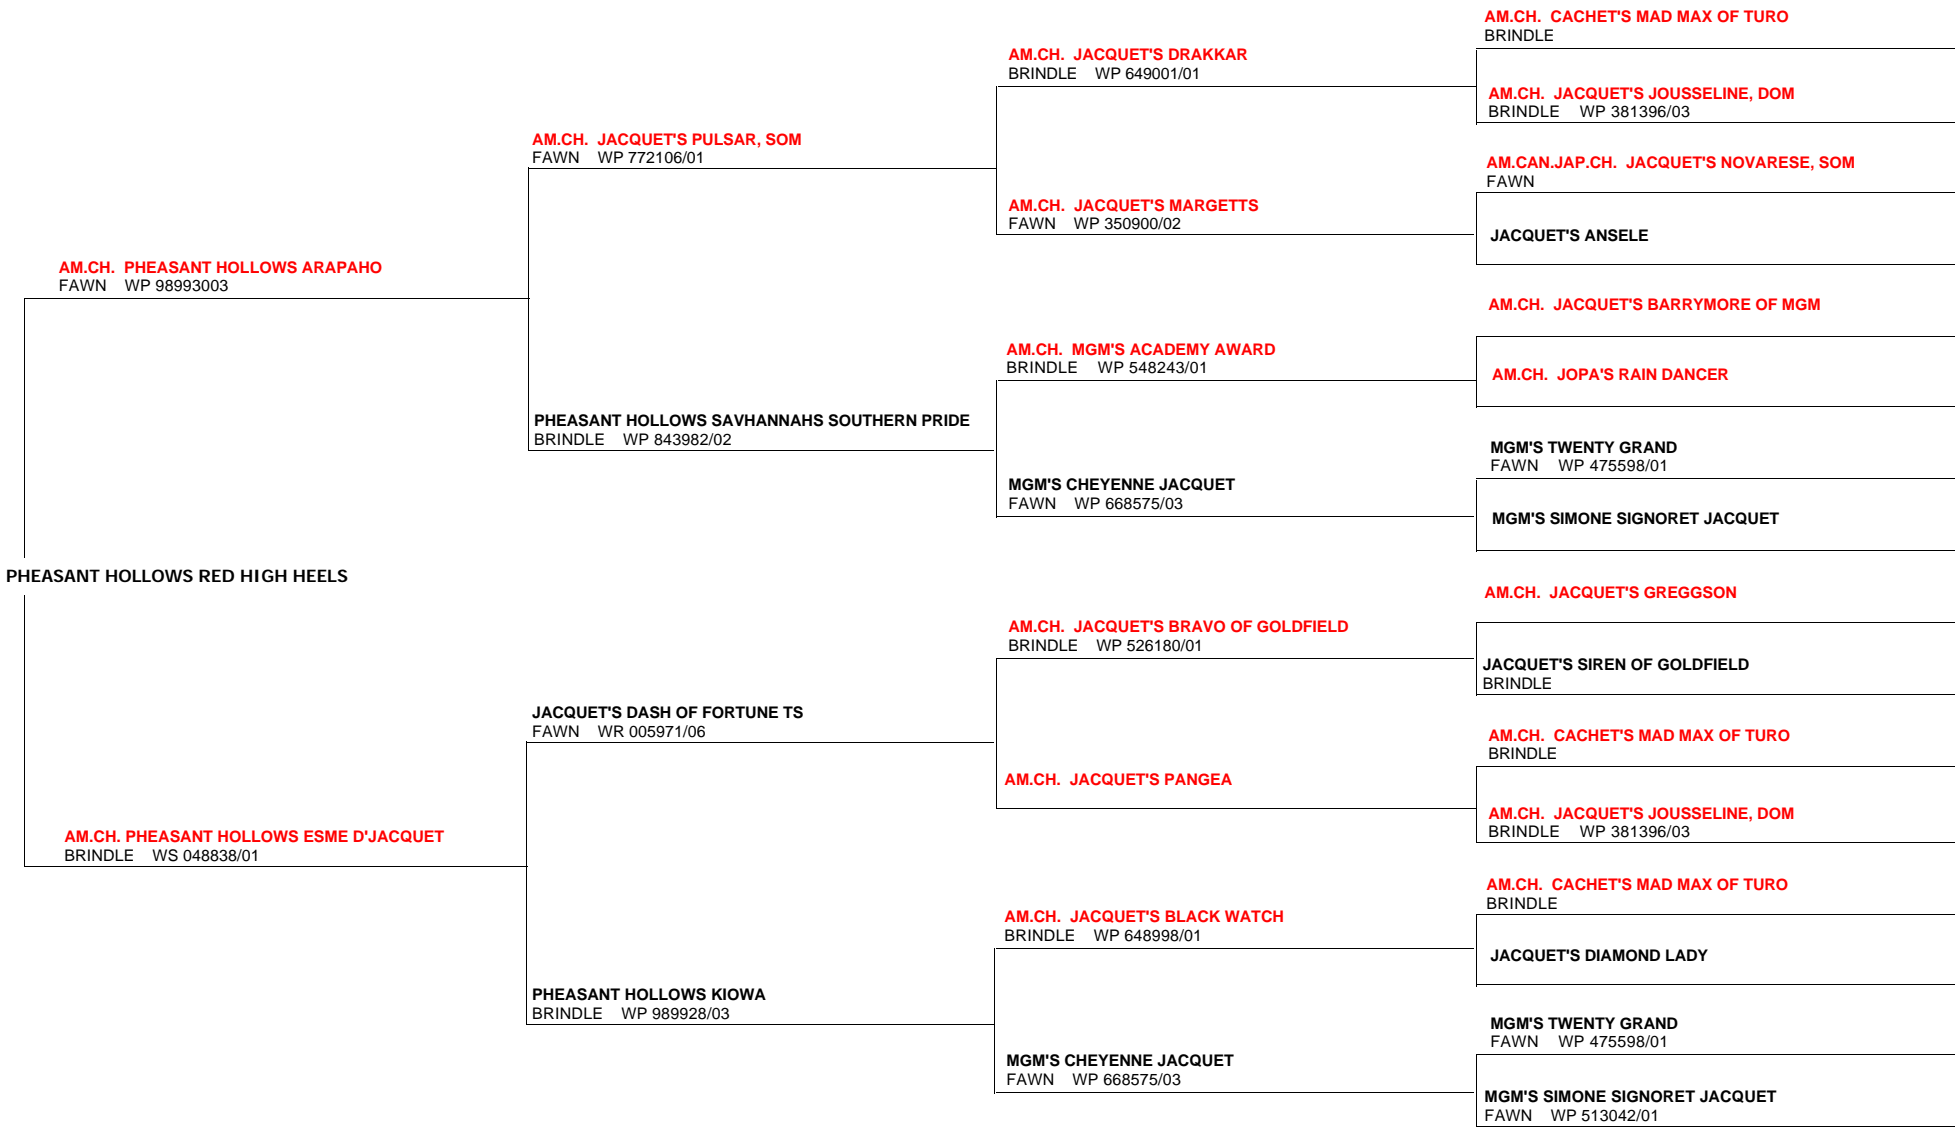 AM.CH. CACHET'S MAD MAX OF TURO
BRINDLE
AM.CH. JACQUET'S DRAKKAR
BRINDLE WP 649001/01
AM.CH. JACQUET'S JOUSSELINE, DOM
BRINDLE WP 381396/03
AM.CH. JACQUET'S PULSAR, SOM
FAWN WP 772106/01
AM.CAN.JAP.CH. JACQUET'S NOVARESE, SOM
FAWN
AM.CH. JACQUET'S MARGETTS
FAWN WP 350900/02
JACQUET'S ANSELE
AM.CH. PHEASANT HOLLOWS ARAPAHO
FAWN WP 98993003
AM.CH. JACQUET'S BARRYMORE OF MGM
AM.CH. MGM'S ACADEMY AWARD
BRINDLE WP 548243/01
AM.CH. JOPA'S RAIN DANCER
PHEASANT HOLLOWS SAVHANNAHS SOUTHERN PRIDE
BRINDLE WP 843982/02
MGM'S TWENTY GRAND
FAWN WP 475598/01
MGM'S CHEYENNE JACQUET
FAWN WP 668575/03
MGM'S SIMONE SIGNORET JACQUET
PHEASANT HOLLOWS RED HIGH HEELS
AM.CH. JACQUET'S GREGGSON
AM.CH. JACQUET'S BRAVO OF GOLDFIELD
BRINDLE WP 526180/01
JACQUET'S SIREN OF GOLDFIELD
BRINDLE
JACQUET'S DASH OF FORTUNE TS
FAWN WR 005971/06
AM.CH. CACHET'S MAD MAX OF TURO
BRINDLE
AM.CH. JACQUET'S PANGEA
AM.CH. JACQUET'S JOUSSELINE, DOM
BRINDLE WP 381396/03
AM.CH. PHEASANT HOLLOWS ESME D'JACQUET
BRINDLE WS 048838/01
AM.CH. CACHET'S MAD MAX OF TURO
BRINDLE
AM.CH. JACQUET'S BLACK WATCH
BRINDLE WP 648998/01
JACQUET'S DIAMOND LADY
PHEASANT HOLLOWS KIOWA
BRINDLE WP 989928/03
MGM'S TWENTY GRAND
FAWN WP 475598/01
MGM'S CHEYENNE JACQUET
FAWN WP 668575/03
MGM'S SIMONE SIGNORET JACQUET
FAWN WP 513042/01